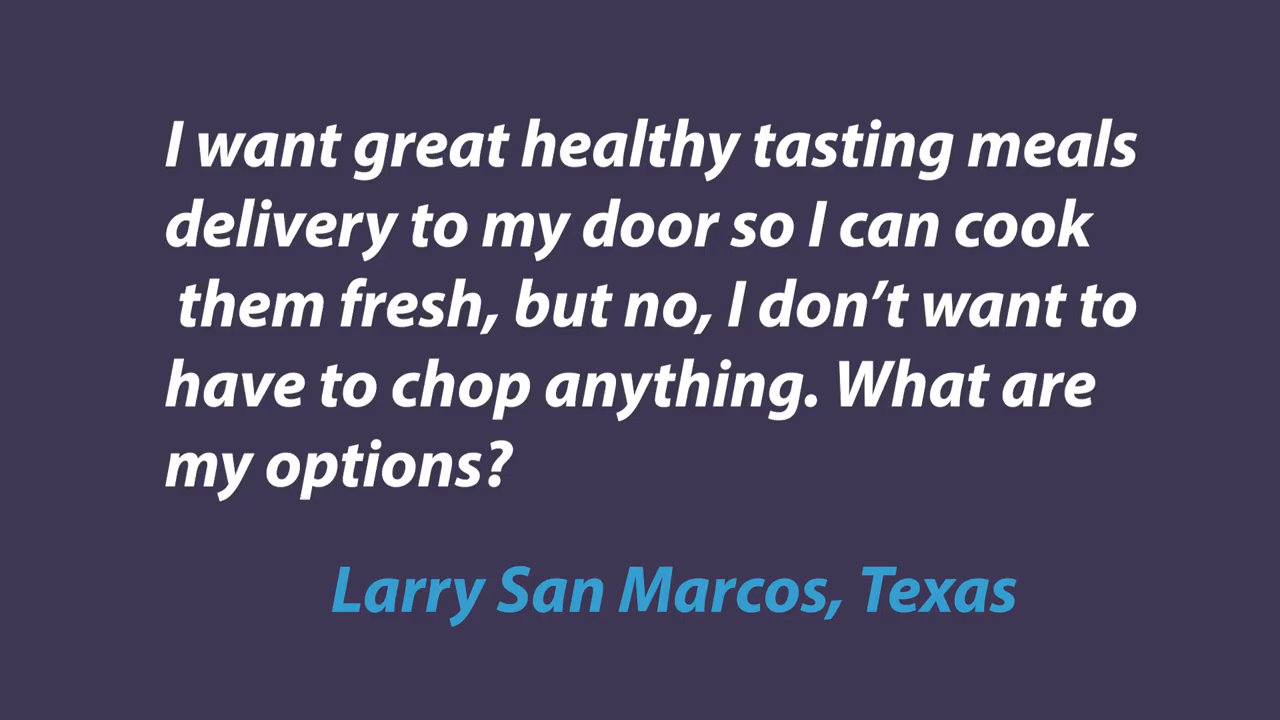 I want great healthy tasting meals
delivery to my door so I can cook
them fresh, but no, I don’t want to
have to chop anything. What are
my options?
Larry San Marcos, Texas